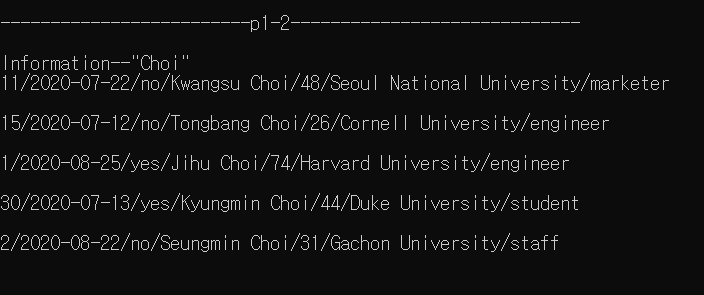 -------------------------p1-2-----------------------------
Information--"Choi"
11/2020-07-22/no/Kwangsu Choi/48/Seoul National University/marketer
15/2020-07-12/no/Tongbang Choi/26/Cornell University/engineer
1/2020-08-25/yes/Jihu Choi/74/Harvard University/engineer
30/2020-07-13/yes/Kyungmin Choi/44/Duke University/student
2/2020-08-22/no/Seungmin Choi/31/Gachon University/staff